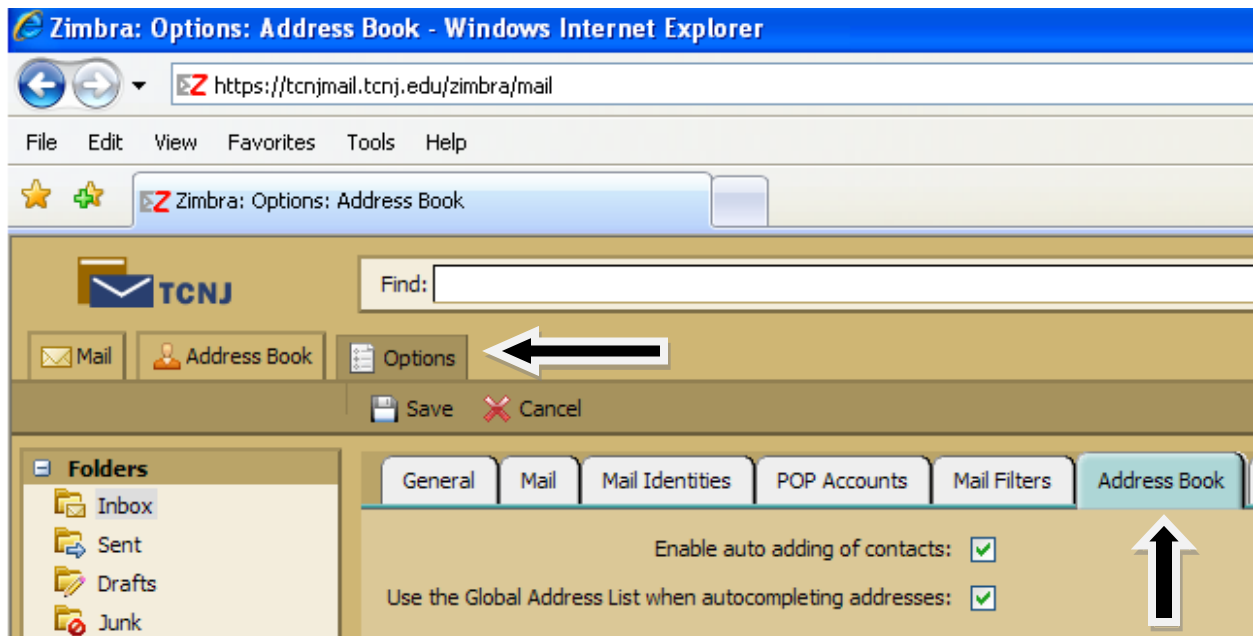 Zimbra: Options: Address Book - Windows Internet Explorer
Z https://tcnjmail.tcnj.edu/zimbra/mail
File Edit View Favorites Tools Help
Z Zimbra: Options: Address Book
TCNJ
Find:
Mail Address Book Options
Save Cancel
Folders
General Mail Mail Identities POP Accounts Mail Filters Address Book
Inbox
Sent
Enable auto adding of contacts:
Drafts
Use the Global Address List when autocompleting addresses:
Junk